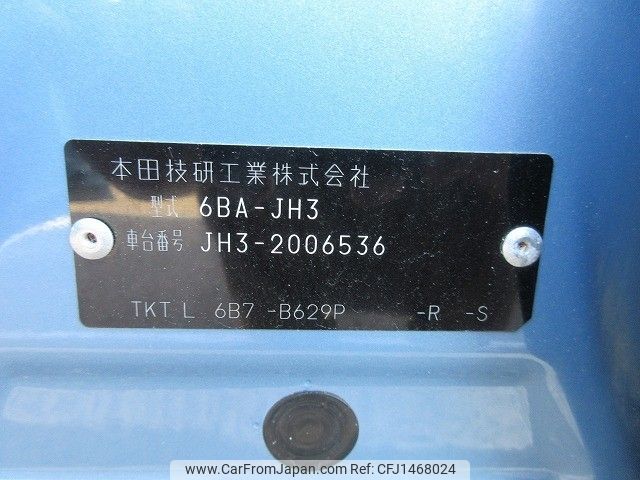 本田技研工業株式会社
型式 6BA-JH3
車台番号 JH3-2006536
TKT L 6B7 -B629P -R -S
www.CarFromJapan.com CFJ1468024